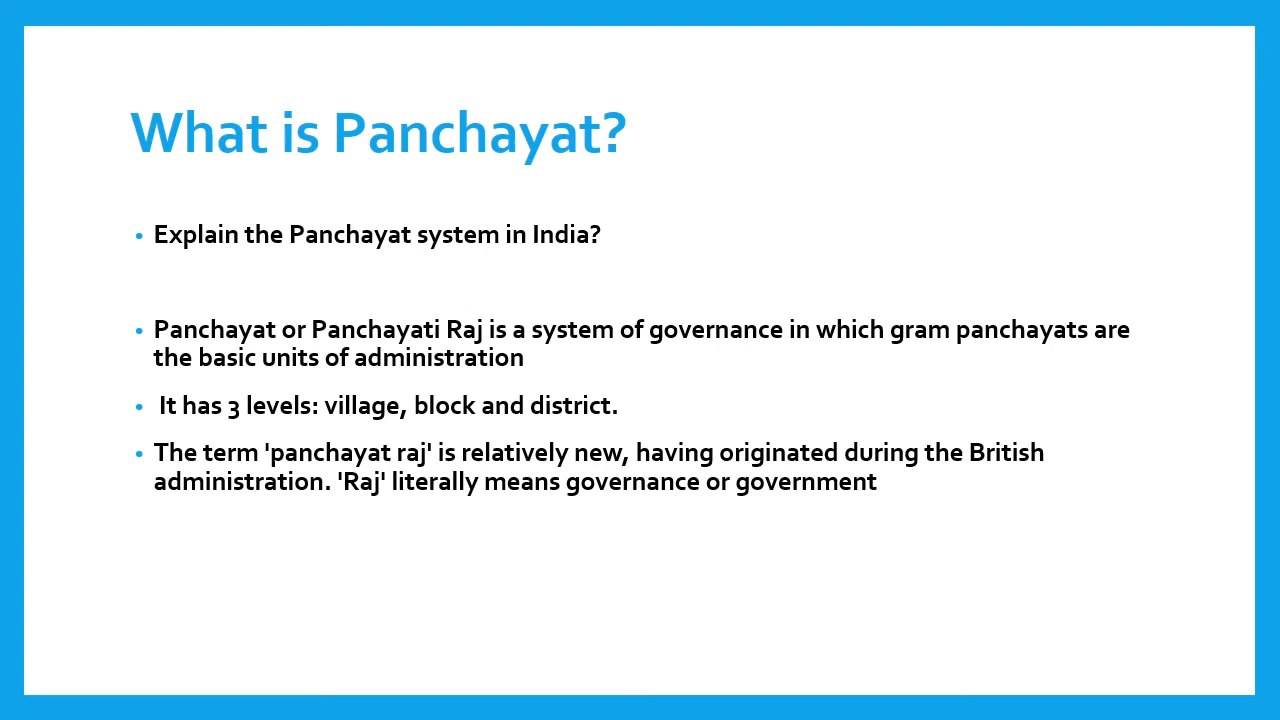 What is Panchayat?
• Explain the Panchayat system in India?
• Panchayat or Panchayati Raj is a system of governance in which gram panchayats are
the basic units of administration
• It has 3 levels: village, block and district.
• The term 'panchayat raj' is relatively new, having originated during the British
administration. 'Raj' literally means governance or government